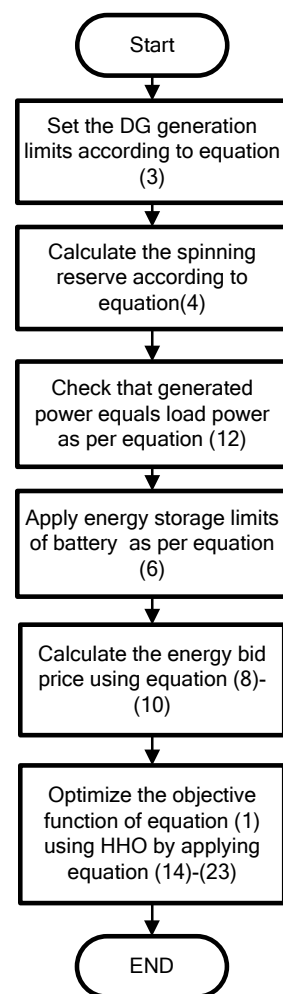 Start
Set the DG generation
limits according to equation
(3)
Calculate the spinning
reserve according to
equation(4)
Check that generated
power equals load power
as per equation (12)
Apply energy storage limits
of battery as per equation
(6)
Calculate the energy bid
price using equation (8)-
(10)
Optimize the objective
function of equation (1)
using HHO by applying
equation (14)-(23)
END